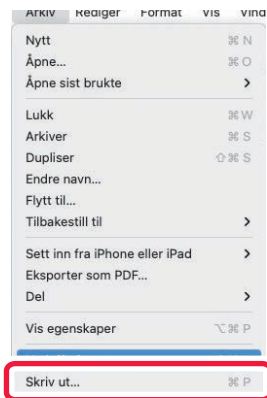 Arkiv Rediger Format Vis Vind
Nytt ⌘ N
Åpne... ⌘ O
Åpne sist brukte >
Lukk ⌘ W
Arkiver ⌘ S
Dupliser ⇧ ⌘ S
Endre navn...
Flytt til...
Tilbakestill til >
Sett inn fra iPhone eller iPad >
Eksporter som PDF...
Del >
Vis egenskaper ⌥ ⌘ P
Skriv ut... ⌘ P